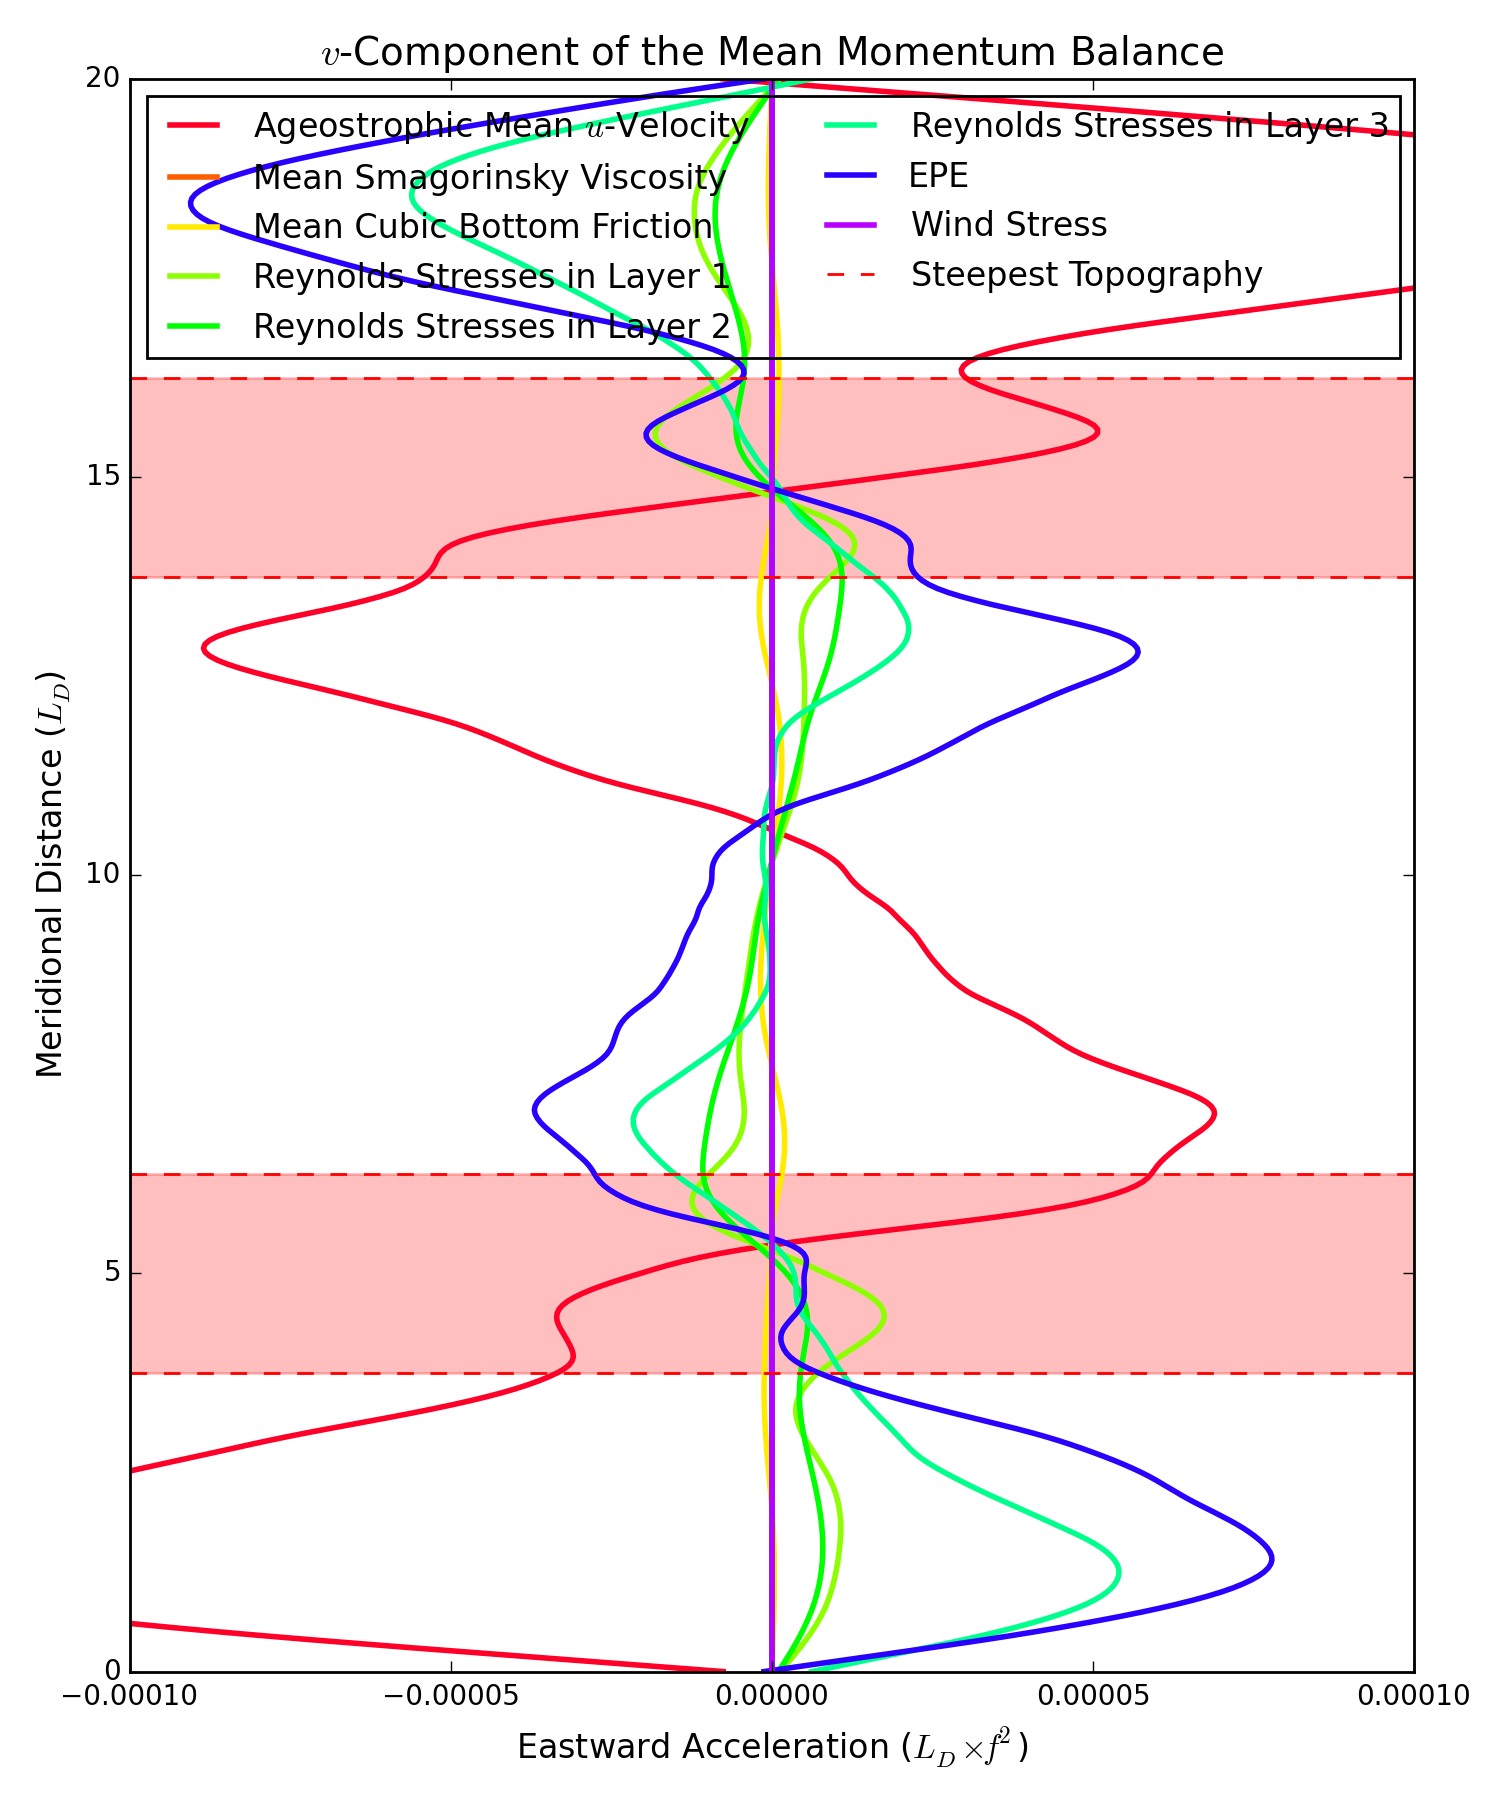 v-Component of the Mean Momentum Balance
20
Ageostrophic Mean u-Velocity
Mean Smagorinsky Viscosity
Mean Cubic Bottom Friction
Reynolds Stresses in Layer 1
Reynolds Stresses in Layer 2
Reynolds Stresses in Layer 3
EPE
Wind Stress
Steepest Topography
15
10
5
0
Meridional Distance (L_D)
−0.00010 −0.00005 0.00000 0.00005 0.00010
Eastward Acceleration (L_D × f²)